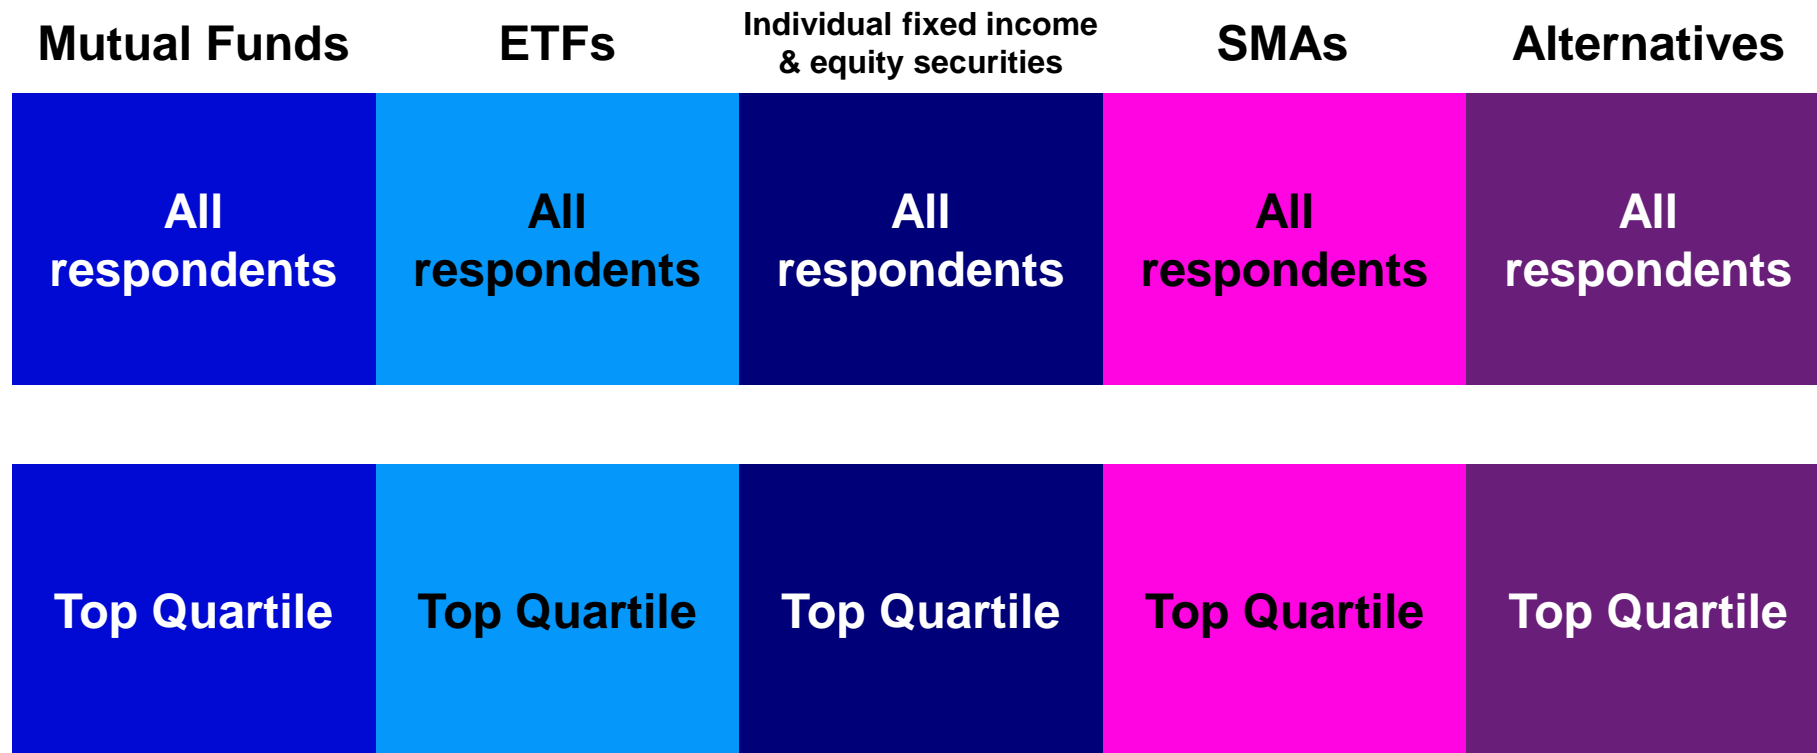 Mutual Funds
ETFs
Individual fixed income
& equity securities
SMAs
Alternatives
All
respondents
All
respondents
All
respondents
All
respondents
All
respondents
Top Quartile
Top Quartile
Top Quartile
Top Quartile
Top Quartile